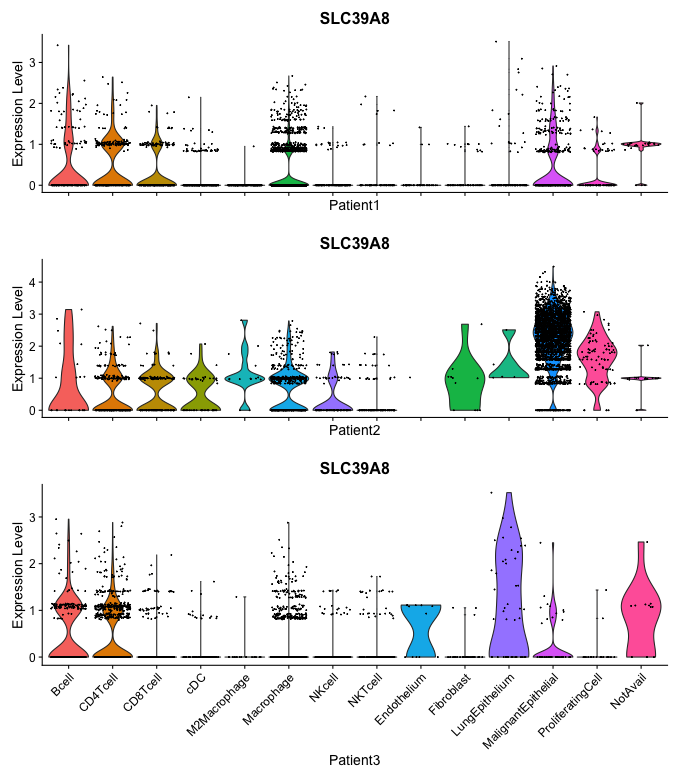 SLC39A8
Expression Level
3
2
1
0
Patient1
SLC39A8
Expression Level
4
3
2
1
0
Patient2
SLC39A8
Expression Level
3
2
1
0
Bcell
CD4Tcell
CD8Tcell
cDC
M2Macrophage
Macrophage
NKcell
NKTcell
Endothelium
Fibroblast
LungEpithelium
MalignantEpithelial
ProliferatingCell
NotAvail
Patient3